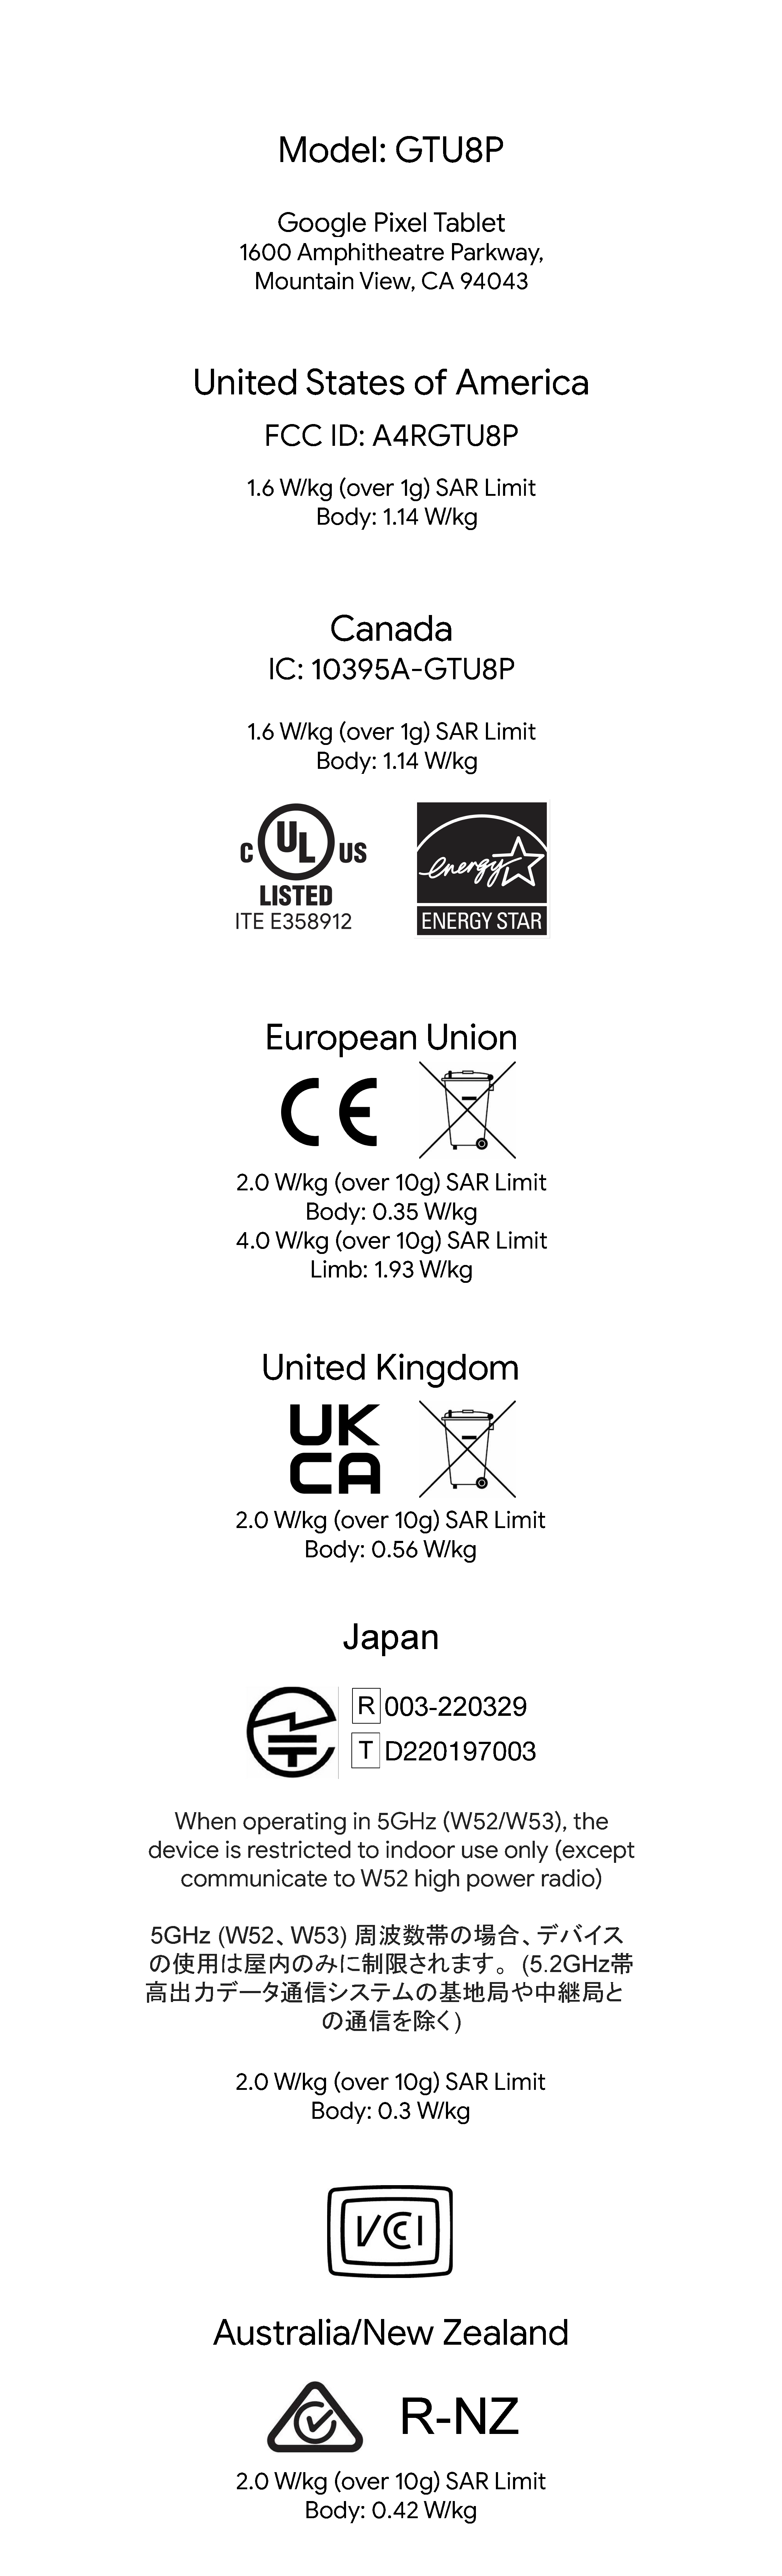 Model: GTU8P
Google Pixel Tablet
1600 Amphitheatre Parkway,
Mountain View, CA 94043
United States of America
FCC ID: A4RGTU8P
1.6 W/kg (over 1g) SAR Limit
Body: 1.14 W/kg
Canada
IC: 10395A-GTU8P
1.6 W/kg (over 1g) SAR Limit
Body: 1.14 W/kg
C UL US
LISTED
ITE E358912
energy
ENERGY STAR
European Union
CE
2.0 W/kg (over 10g) SAR Limit
Body: 0.35 W/kg
4.0 W/kg (over 10g) SAR Limit
Limb: 1.93 W/kg
United Kingdom
UK
CA
2.0 W/kg (over 10g) SAR Limit
Body: 0.56 W/kg
Japan
R 003-220329
T D220197003
When operating in 5GHz (W52/W53), the
device is restricted to indoor use only (except
communicate to W52 high power radio)
5GHz (W52、W53) 周波数帯の場合、デバイス
の使用は屋内のみに制限されます。 (5.2GHz帯
高出力データ通信システムの基地局や中継局と
の通信を除く)
2.0 W/kg (over 10g) SAR Limit
Body: 0.3 W/kg
VCCI
Australia/New Zealand
R-NZ
2.0 W/kg (over 10g) SAR Limit
Body: 0.42 W/kg